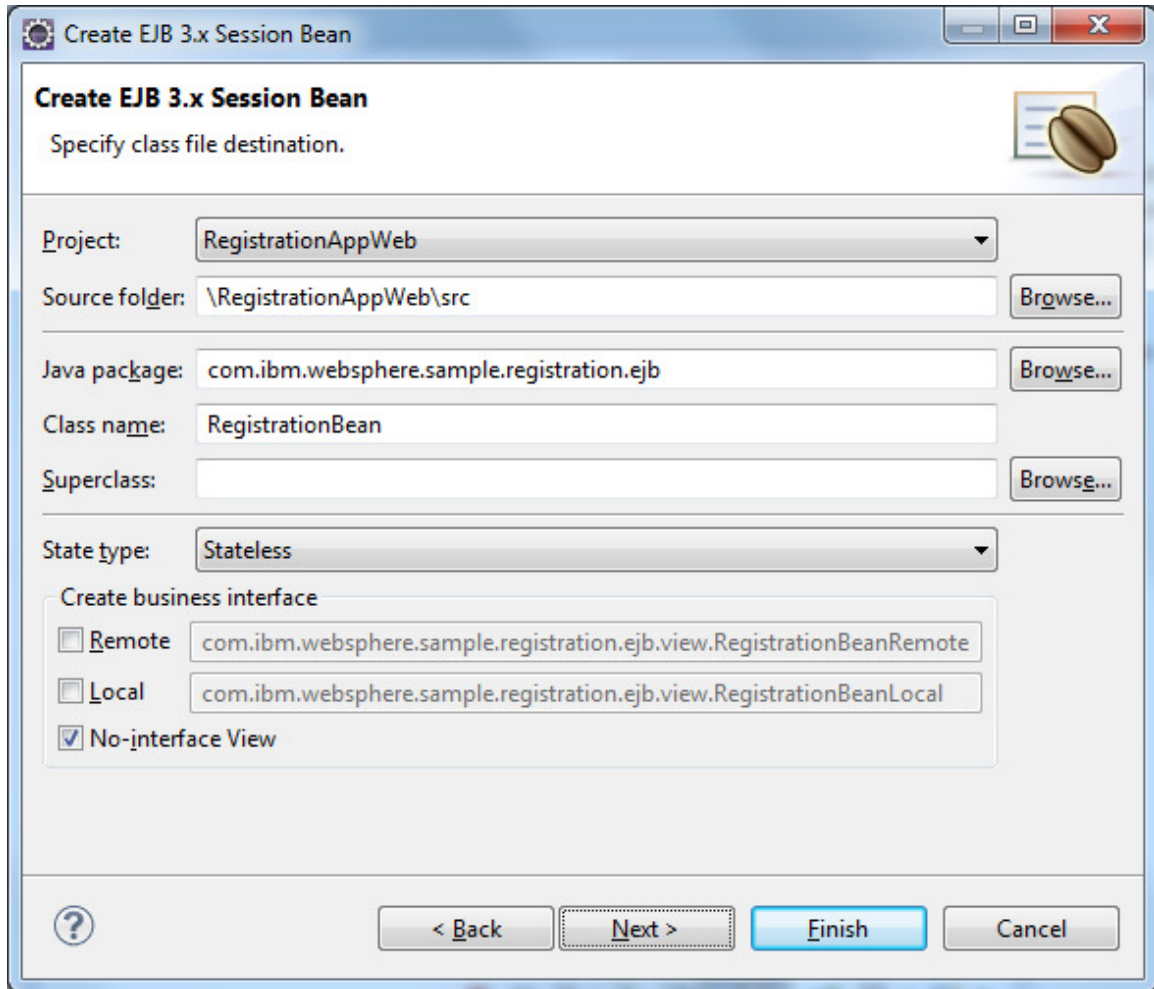 Create EJB 3.x Session Bean
Create EJB 3.x Session Bean
Specify class file destination.
Project: RegistrationAppWeb
Source folder: \RegistrationAppWeb\src Browse...
Java package: com.ibm.websphere.sample.registration.ejb Browse...
Class name: RegistrationBean
Superclass: Browse...
State type: Stateless
Create business interface
Remote com.ibm.websphere.sample.registration.ejb.view.RegistrationBeanRemote
Local com.ibm.websphere.sample.registration.ejb.view.RegistrationBeanLocal
No-interface View
? < Back Next > Finish Cancel